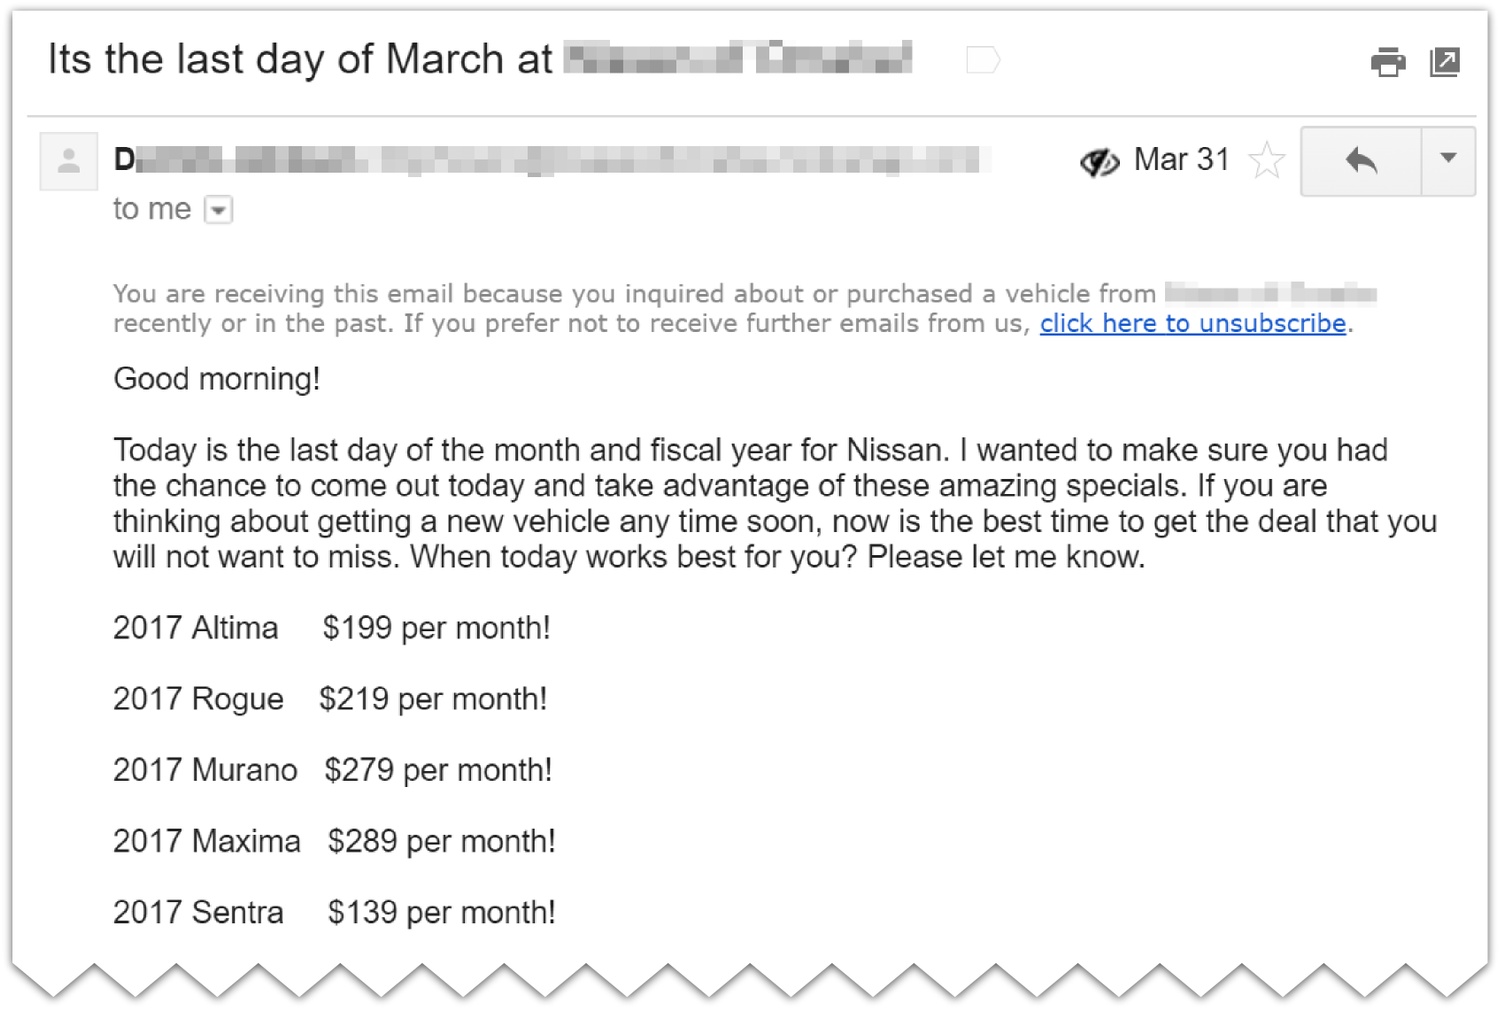 Its the last day of March at
D
Mar 31
to me
You are receiving this email because you inquired about or purchased a vehicle from
recently or in the past. If you prefer not to receive further emails from us, click here to unsubscribe.
Good morning!
Today is the last day of the month and fiscal year for Nissan. I wanted to make sure you had
the chance to come out today and take advantage of these amazing specials. If you are
thinking about getting a new vehicle any time soon, now is the best time to get the deal that you
will not want to miss. When today works best for you? Please let me know.
2017 Altima $199 per month!
2017 Rogue $219 per month!
2017 Murano $279 per month!
2017 Maxima $289 per month!
2017 Sentra $139 per month!